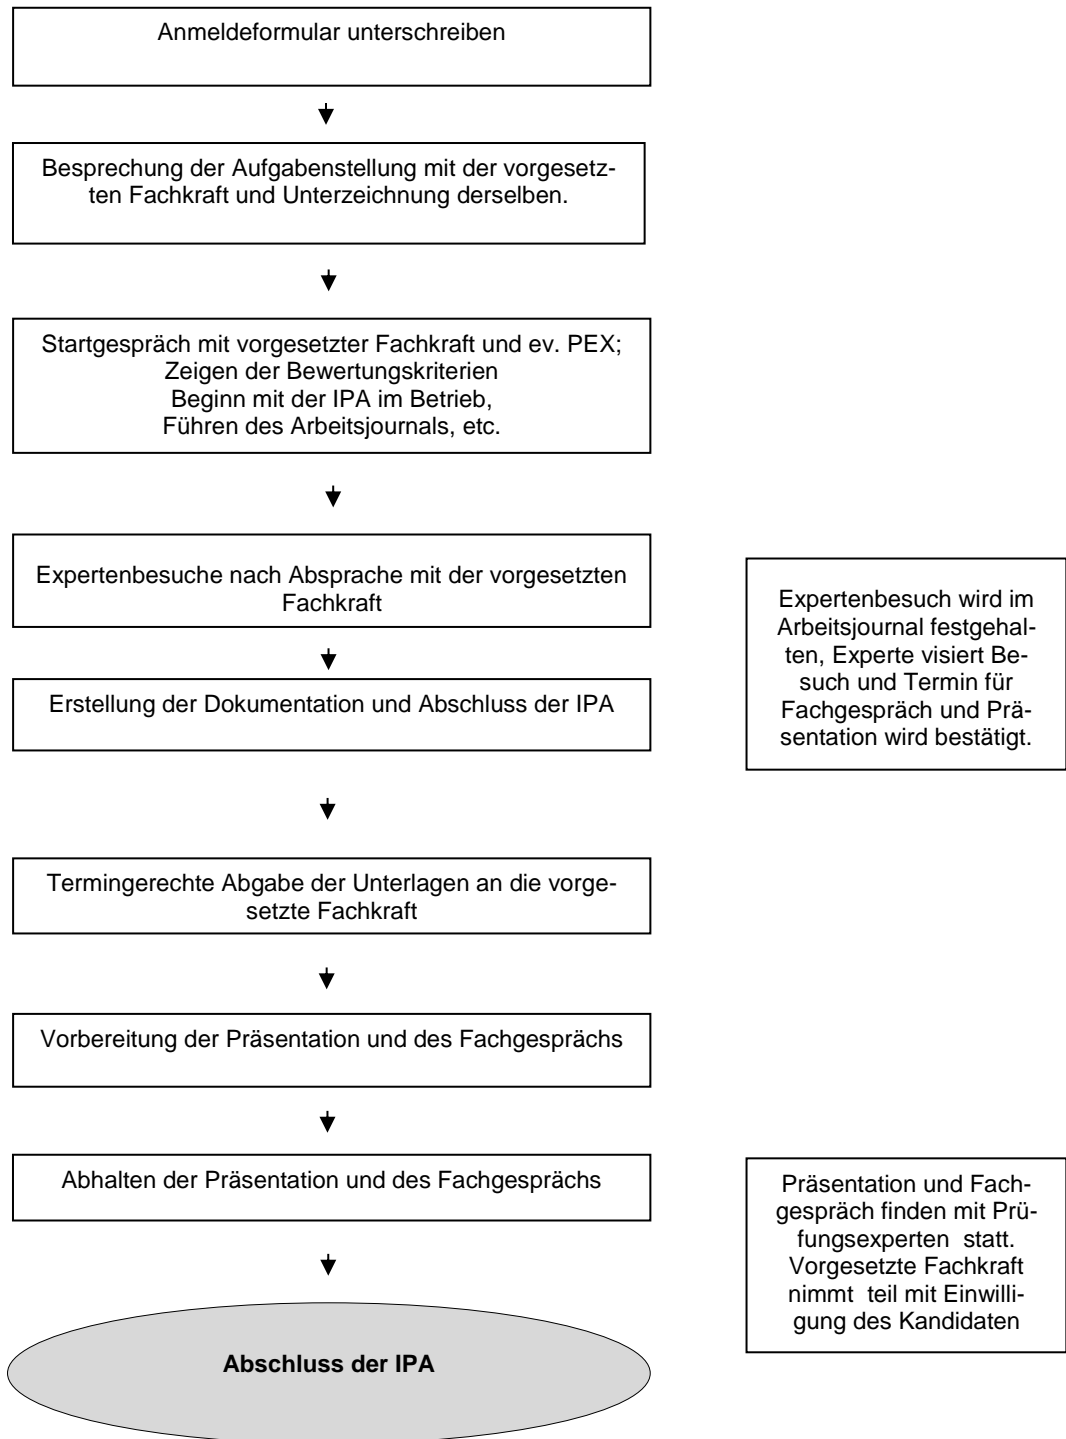 Anmeldeformular unterschreiben
Besprechung der Aufgabenstellung mit der vorgesetz-
ten Fachkraft und Unterzeichnung derselben.
Startgespräch mit vorgesetzter Fachkraft und ev. PEX;
Zeigen der Bewertungskriterien
Beginn mit der IPA im Betrieb,
Führen des Arbeitsjournals, etc.
Expertenbesuche nach Absprache mit der vorgesetzten
Fachkraft
Expertenbesuch wird im
Arbeitsjournal festgehal-
ten, Experte visiert Be-
such und Termin für
Fachgespräch und Prä-
sentation wird bestätigt.
Erstellung der Dokumentation und Abschluss der IPA
Termingerechte Abgabe der Unterlagen an die vorge-
setzte Fachkraft
Vorbereitung der Präsentation und des Fachgesprächs
Abhalten der Präsentation und des Fachgesprächs
Präsentation und Fach-
gespräch finden mit Prü-
fungsexperten  statt.
Vorgesetzte Fachkraft
nimmt  teil mit Einwilli-
gung des Kandidaten
Abschluss der IPA